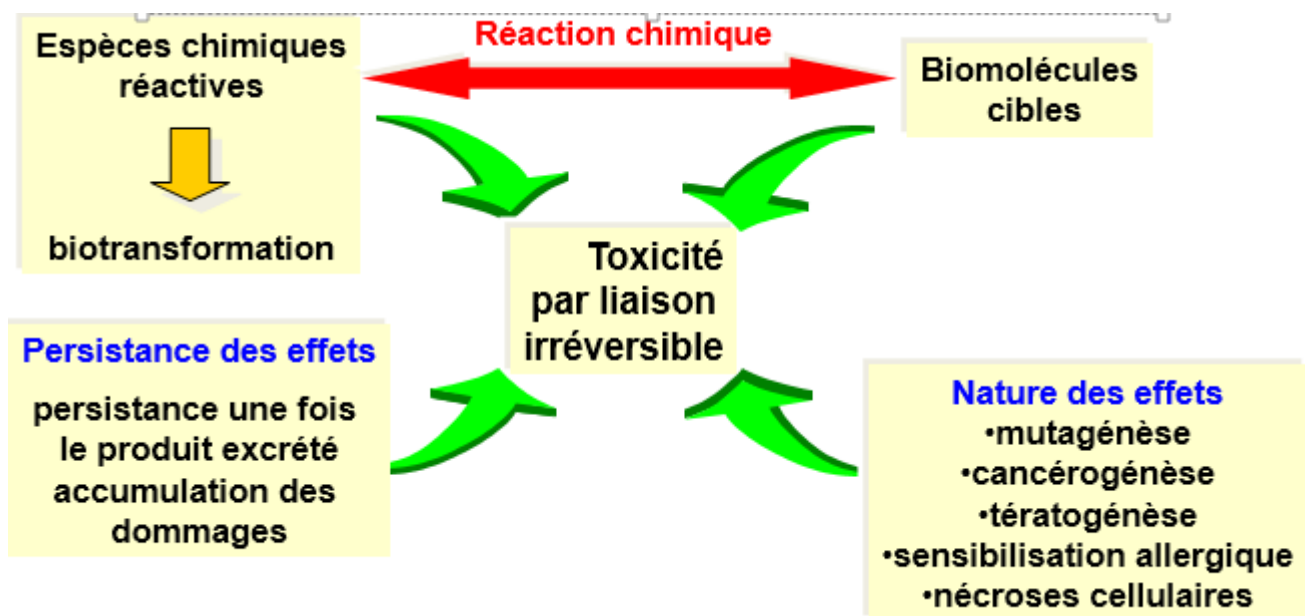 Espèces chimiques
réactives
biotransformation
Réaction chimique
Biomolécules
cibles
Toxicité
par liaison
irréversible
Persistance des effets
persistance une fois
le produit excrété
accumulation des
dommages
Nature des effets
•mutagénèse
•cancérogénèse
•tératogénèse
•sensibilisation allergique
•nécroses cellulaires